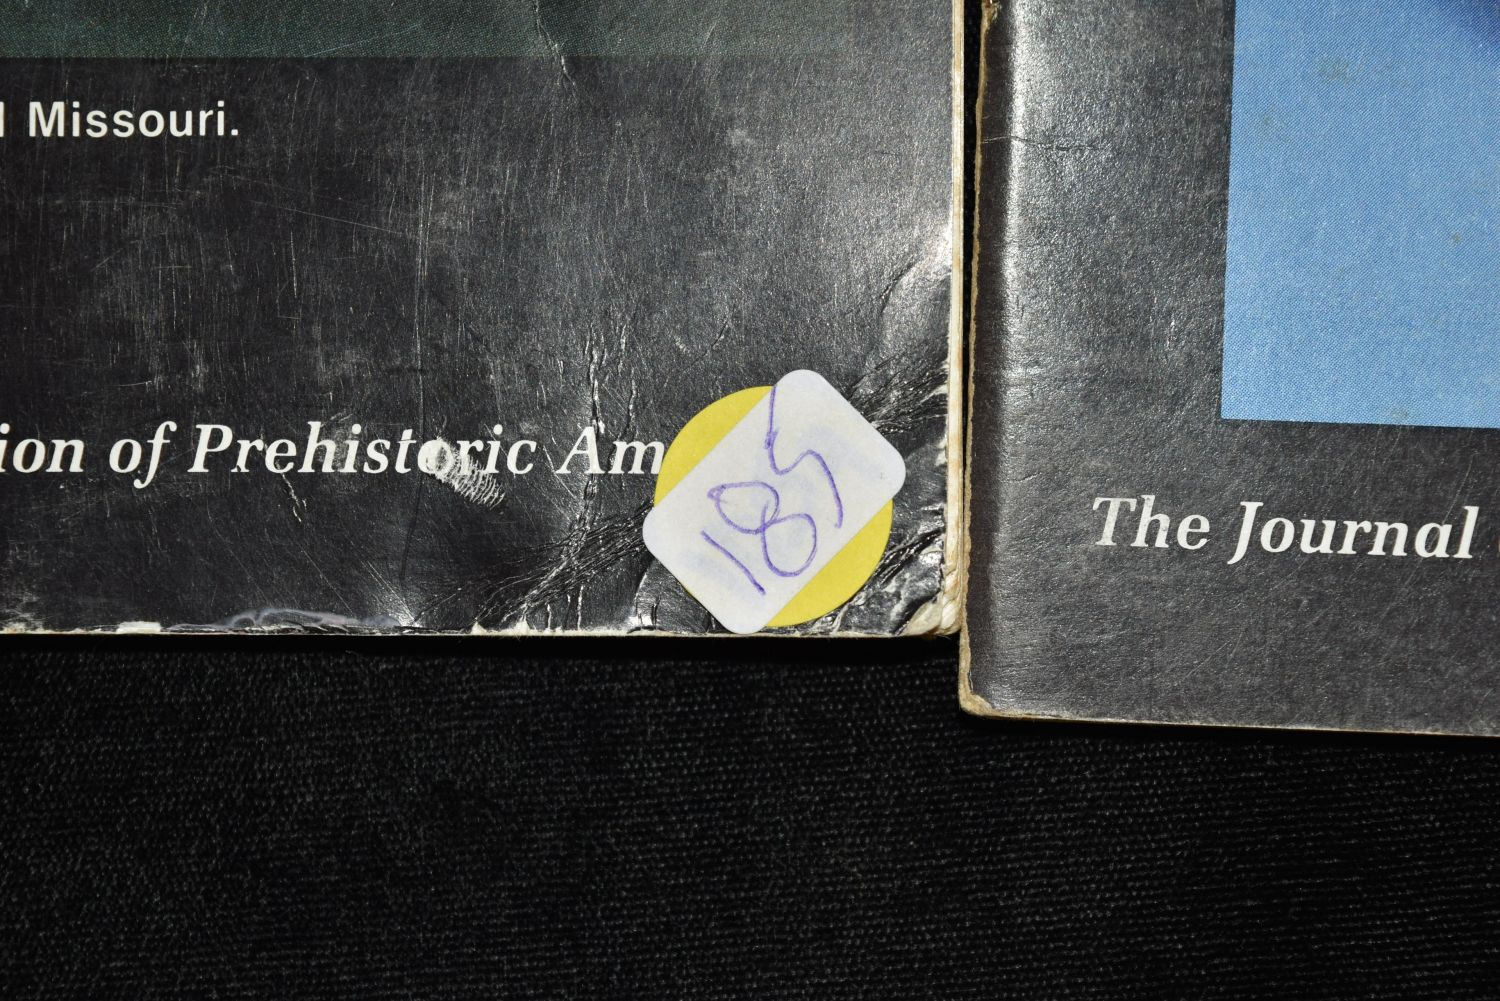 Missouri.
ion of Prehistoric Am
185
The Journal